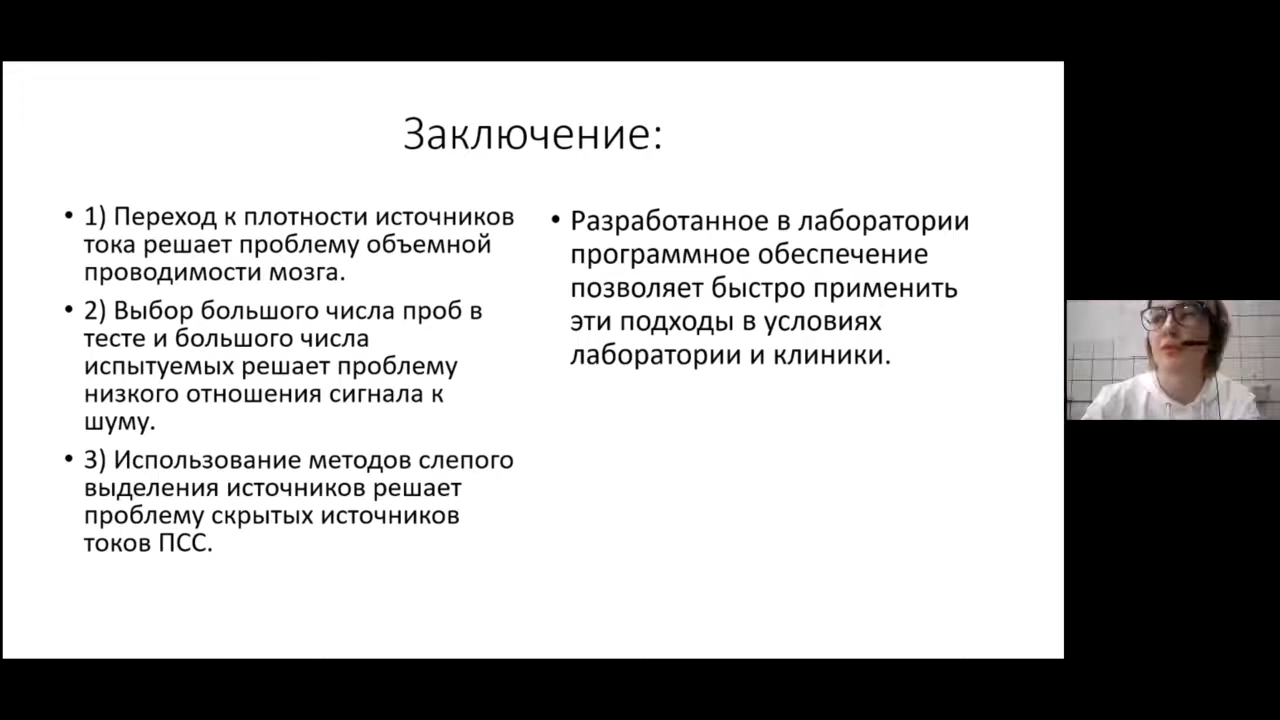 Заключение:
• 1) Переход к плотности источников
тока решает проблему объемной
проводимости мозга.
• 2) Выбор большого числа проб в
тесте и большого числа
испытуемых решает проблему
низкого отношения сигнала к
шуму.
• 3) Использование методов слепого
выделения источников решает
проблему скрытых источников
токов ПСС.
• Разработанное в лаборатории
программное обеспечение
позволяет быстро применить
эти подходы в условиях
лаборатории и клиники.